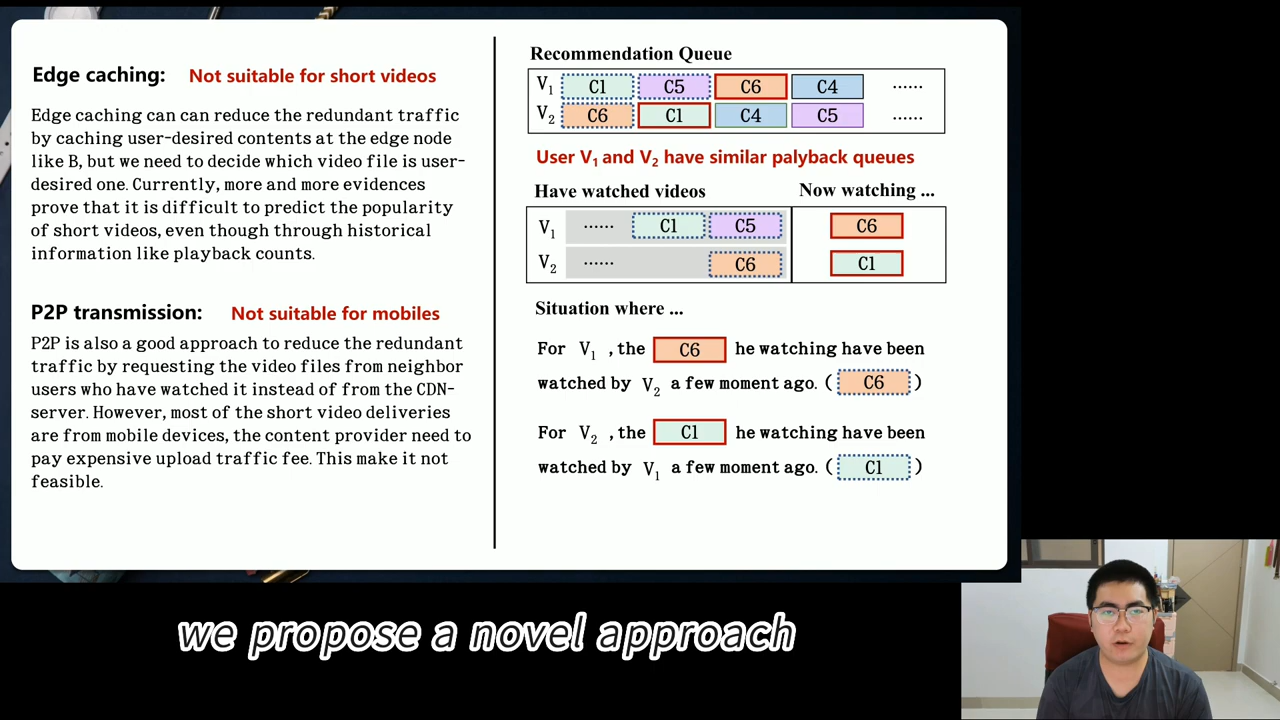 Edge caching: Not suitable for short videos
Edge caching can can reduce the redundant traffic
by caching user-desired contents at the edge node
like B, but we need to decide which video file is user-
desired one. Currently, more and more evidences
prove that it is difficult to predict the popularity
of short videos, even though through historical
information like playback counts.
P2P transmission: Not suitable for mobiles
P2P is also a good approach to reduce the redundant
traffic by requesting the video files from neighbor
users who have watched it instead of from the CDN-
server. However, most of the short video deliveries
are from mobile devices, the content provider need to
pay expensive upload traffic fee. This make it not
feasible.
Recommendation Queue
V1 C1 C5 C6 C4 ......
V2 C6 C1 C4 C5 ......
User V1 and V2 have similar palyback queues
Have watched videos Now watching ...
V1 ...... C1 C5 C6
V2 ...... C6 C1
Situation where ...
For V1 ,the C6 he watching have been
watched by V2 a few moment ago. ( C6 )
For V2 ,the C1 he watching have been
watched by V1 a few moment ago. ( C1 )
we propose a novel approach